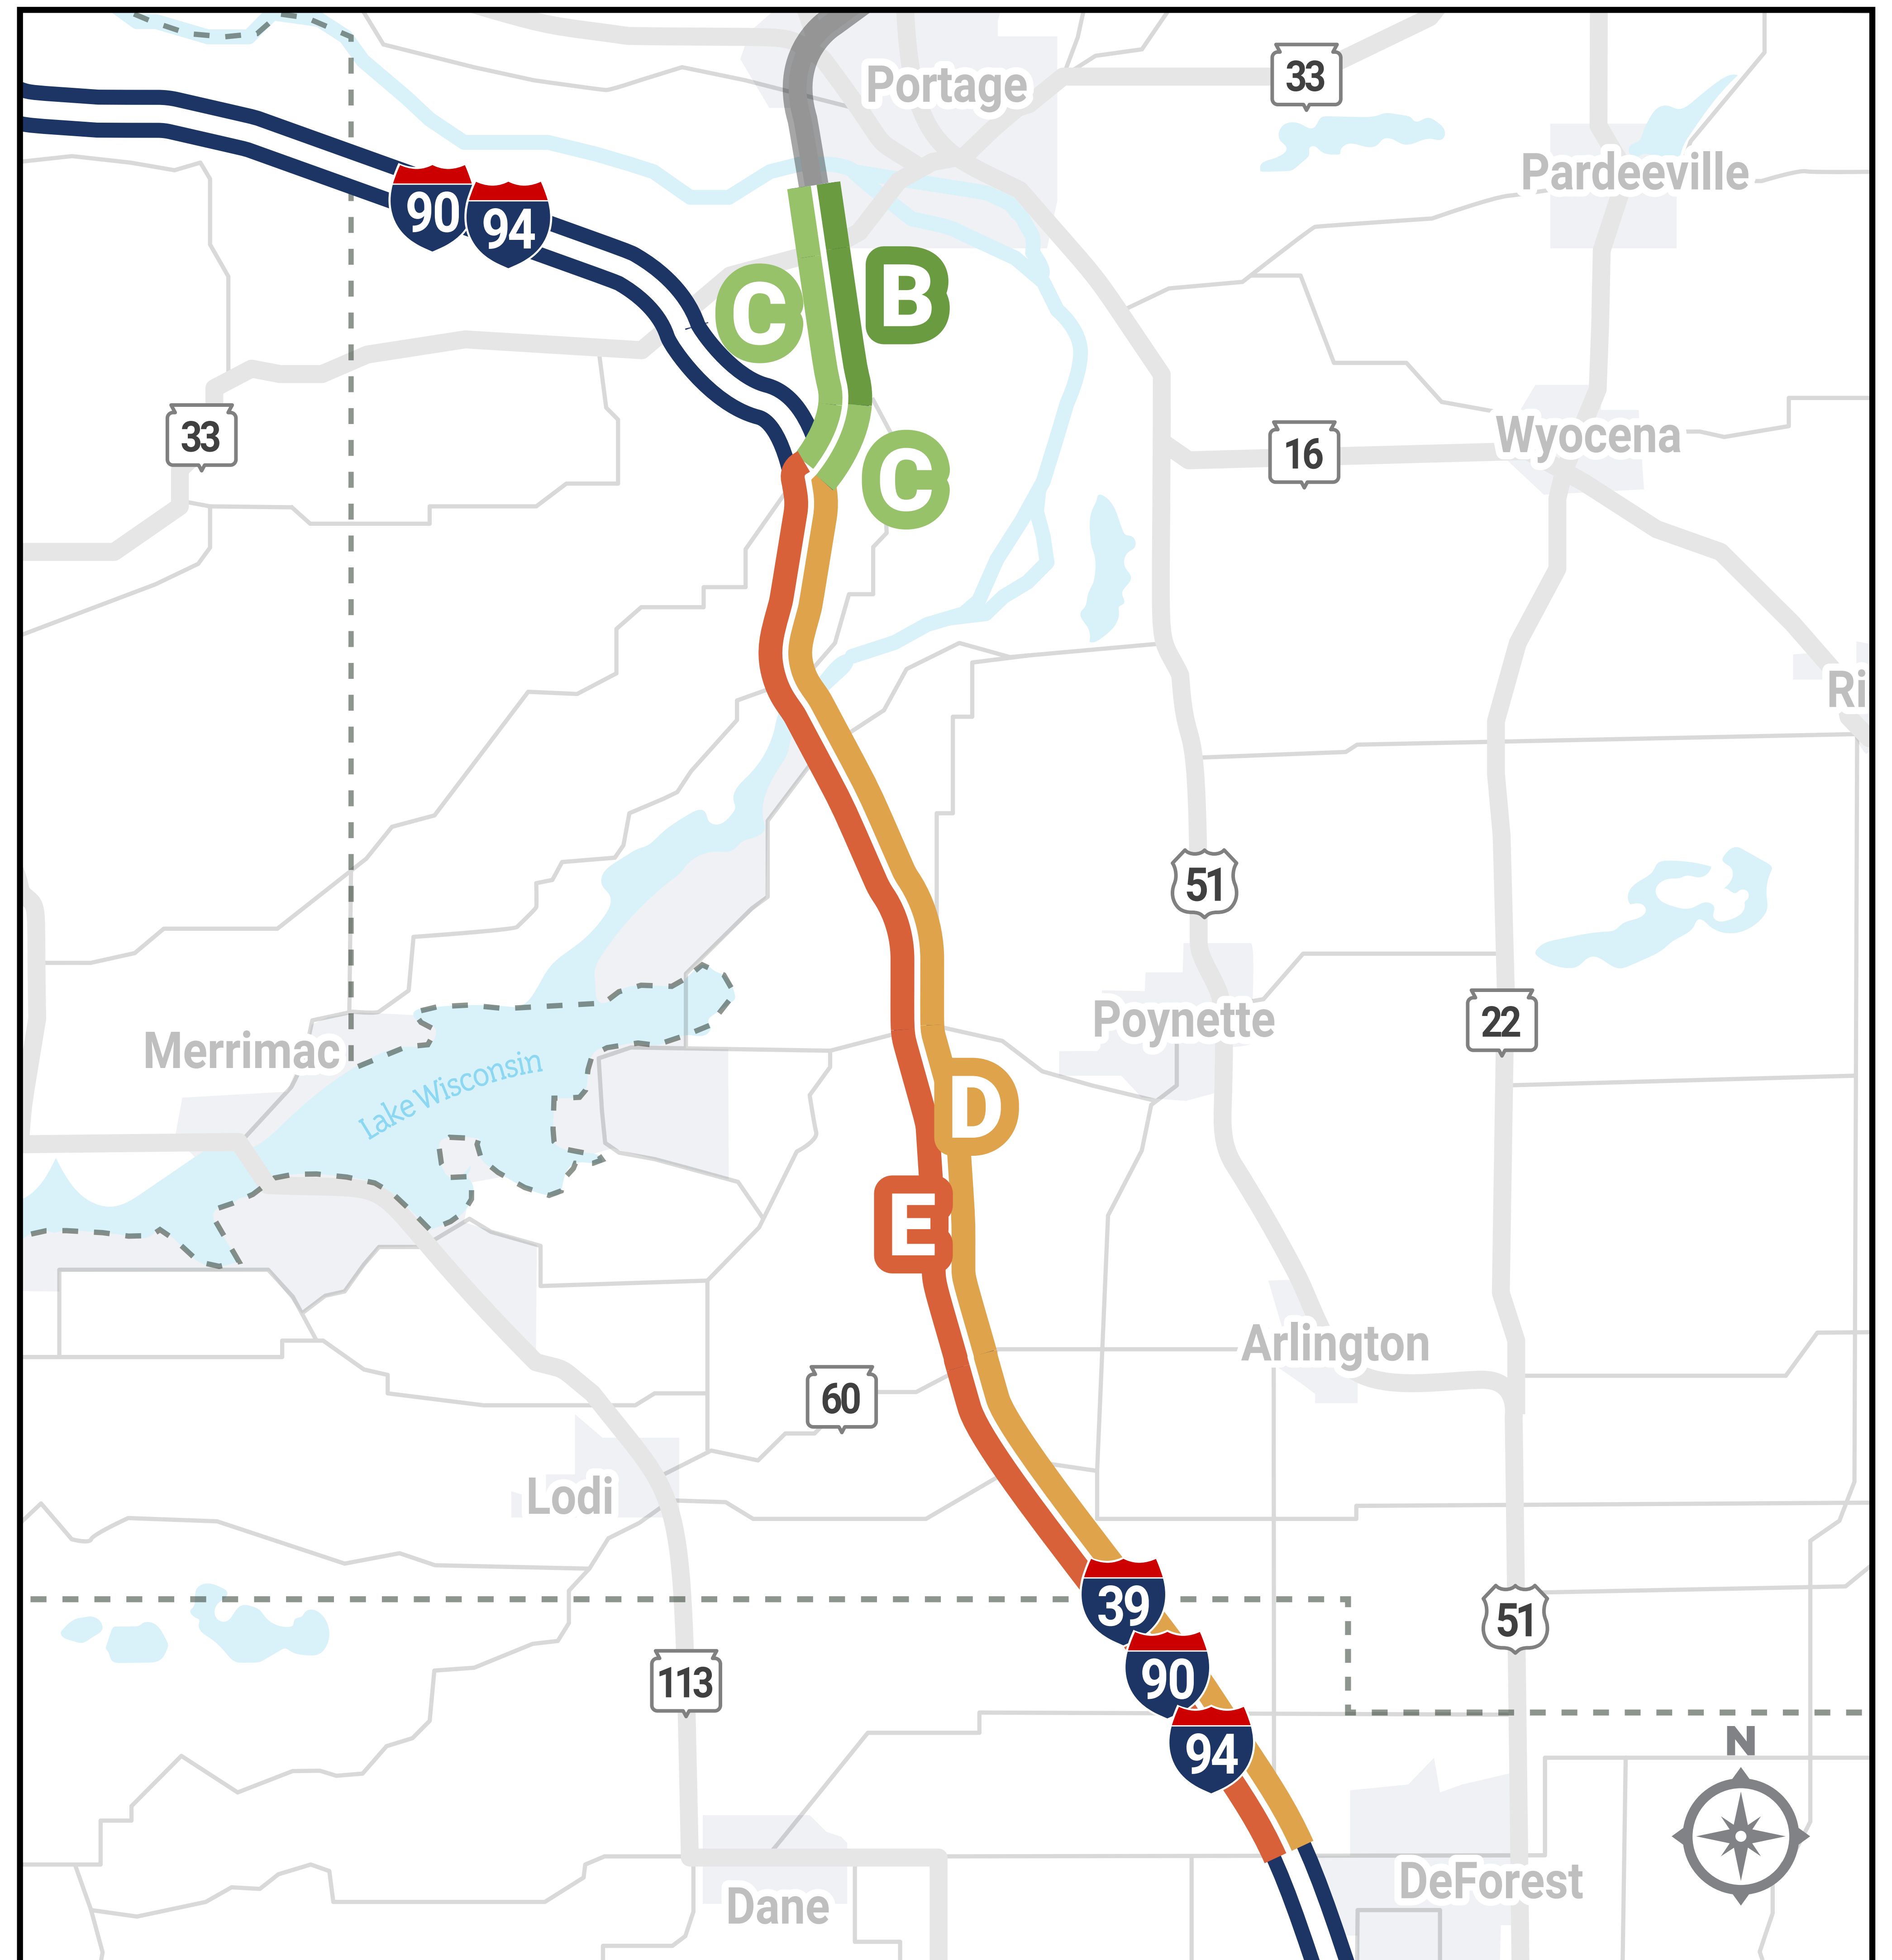 Portage
33
Pardeeville
90
94
C
B
33
Wyocena
16
C
Ri
51
Poynette
22
Merrimac
Lake Wisconsin
D
E
Arlington
60
Lodi
39
51
90
113
94
N
DeForest
Dane